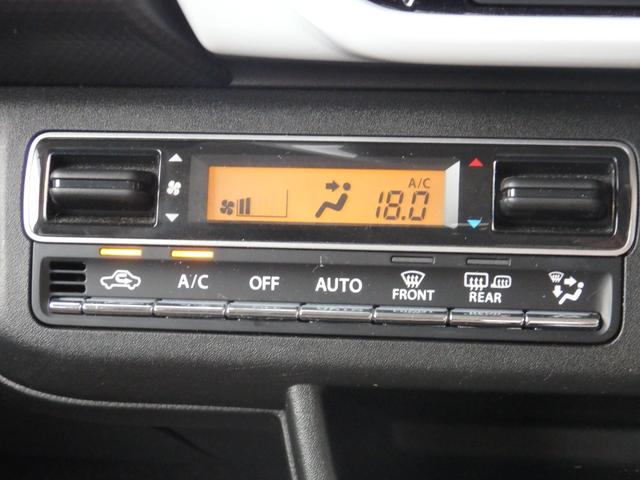 A/C
18.0
A/C OFF AUTO FRONT REAR